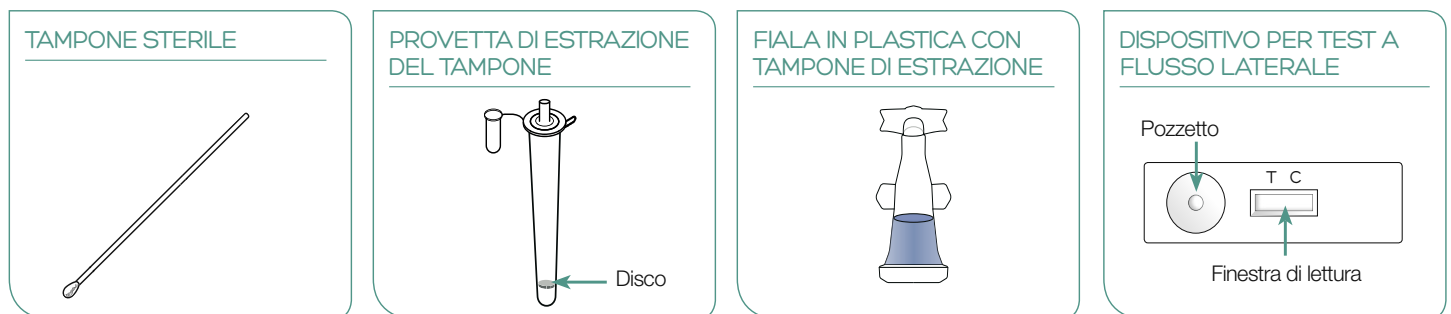 TAMPONE STERILE
PROVETTA DI ESTRAZIONE
DEL TAMPONE
Disco
FIALA IN PLASTICA CON
TAMPONE DI ESTRAZIONE
DISPOSITIVO PER TEST A
FLUSSO LATERALE
Pozzetto
T C
Finestra di lettura